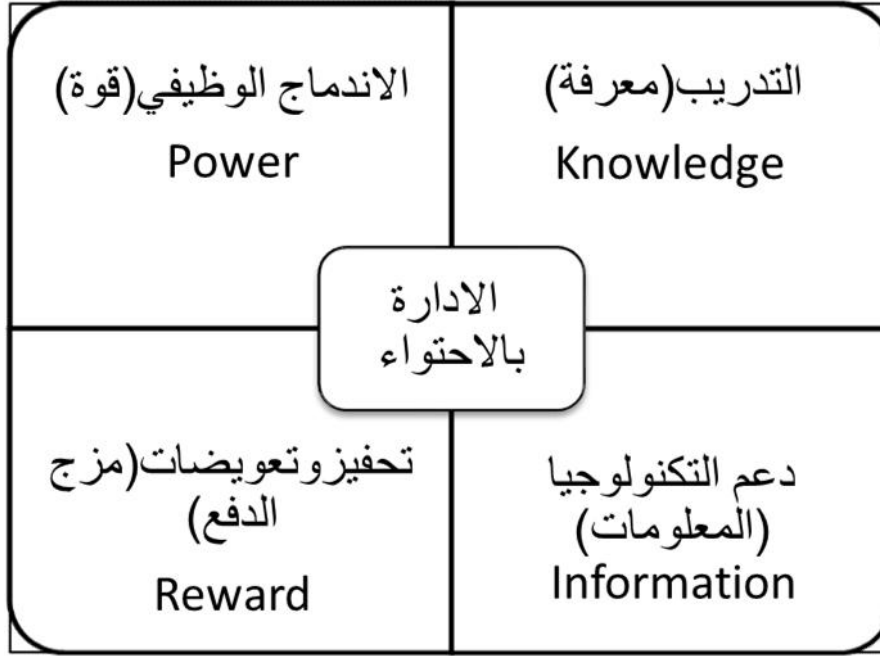 التدريب(معرفة)
Knowledge
الاندماج الوظيفي(قوة)
Power
الادارة
بالاحتواء
دعم التكنولوجيا
(المعلومات)
Information
تحفيزوتعويضات(مزج
الدفع)
Reward